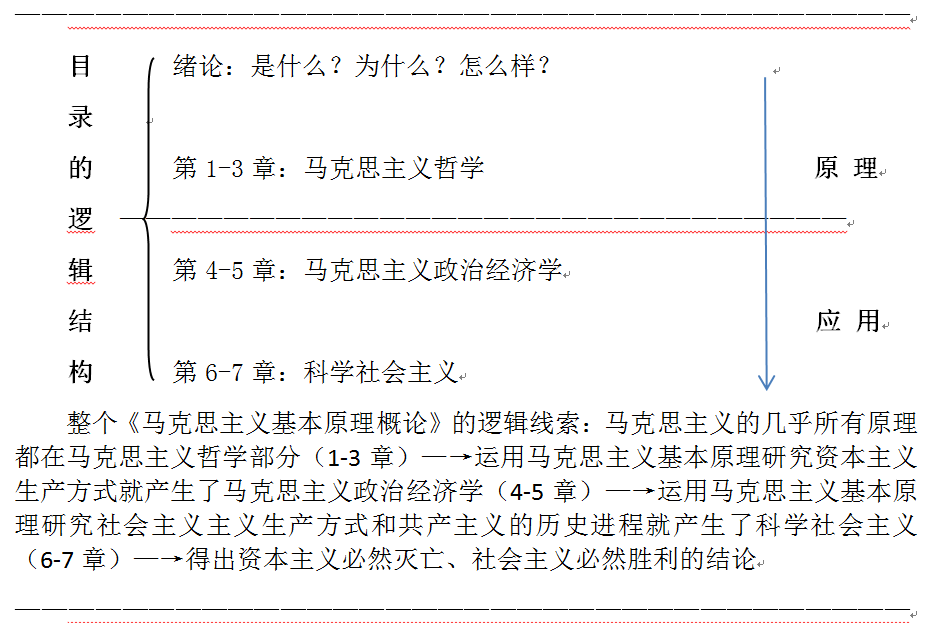 目录的逻辑结构
绪论：是什么？为什么？怎么样？
第 1-3 章：马克思主义哲学
原 理
第 4-5 章：马克思主义政治经济学
应 用
第 6-7 章：科学社会主义
整个《马克思主义基本原理概论》的逻辑线索：马克思主义的几乎所有原理
都在马克思主义哲学部分（1-3 章）—→运用马克思主义基本原理研究资本主义
生产方式就产生了马克思主义政治经济学（4-5 章）—→运用马克思主义基本原
理研究社会主义主义生产方式和共产主义的历史进程就产生了科学社会主义
（6-7 章）—→得出资本主义必然灭亡、社会主义必然胜利的结论